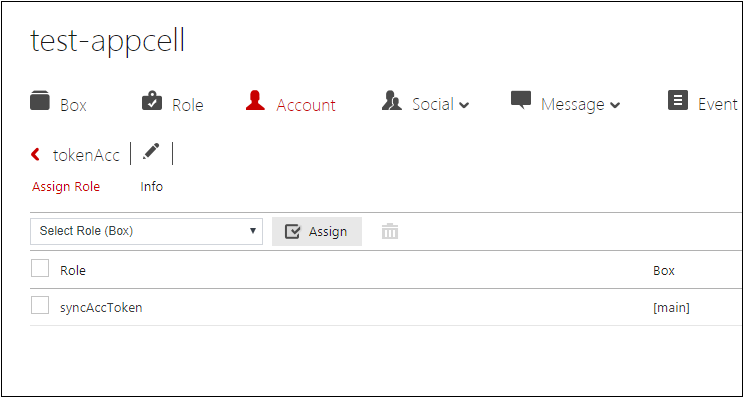 test-appcell
Box Role Account Social Message Event
tokenAcc
Assign Role Info
Select Role (Box) Assign
Role Box
syncAccToken [main]